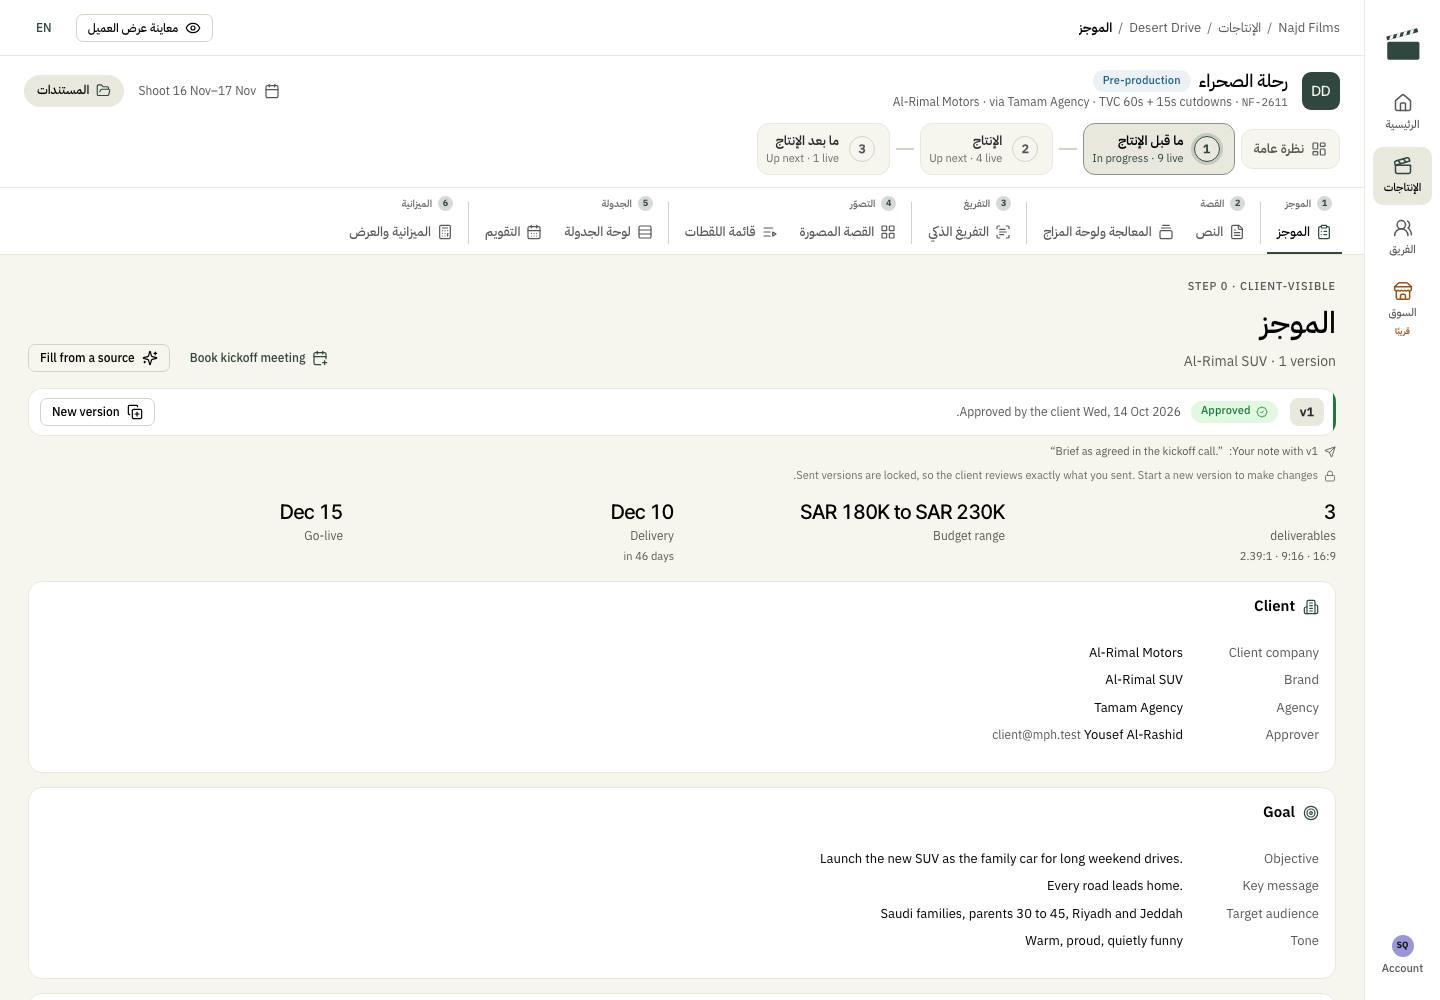 Najd Films / الإنتاجات / Desert Drive / الموجز
معاينة عرض العميل
EN
الرئيسية
الإنتاجات
الفريق
السوق
قريبًا
SQ
Account
DD
رحلة الصحراء Pre-production
Al-Rimal Motors · via Tamam Agency · TVC 60s + 15s cutdowns · NF-2611
Shoot 16 Nov–17 Nov
المستندات
نظرة عامة
1 ما قبل الإنتاج
In progress · 9 live
2 الإنتاج
Up next · 4 live
3 ما بعد الإنتاج
Up next · 1 live
1 الموجز
الموجز
2 القصة
النص
المعالجة ولوحة المزاج
3 التفريغ
التفريغ الذكي
4 التصوّر
القصة المصورة
قائمة اللقطات
5 الجدولة
لوحة الجدولة
التقويم
6 الميزانية
الميزانية والعرض
STEP 0 · CLIENT-VISIBLE
الموجز
Al-Rimal SUV · 1 version
Book kickoff meeting
Fill from a source
v1 Approved .Approved by the client Wed, 14 Oct 2026
New version
“Brief as agreed in the kickoff call.” :Your note with v1
.Sent versions are locked, so the client reviews exactly what you sent. Start a new version to make changes
3
deliverables
2.39:1 · 9:16 · 16:9
SAR 180K to SAR 230K
Budget range
Dec 10
Delivery
in 46 days
Dec 15
Go-live
Client
Client company Al-Rimal Motors
Brand Al-Rimal SUV
Agency Tamam Agency
Approver client@mph.test Yousef Al-Rashid
Goal
Objective Launch the new SUV as the family car for long weekend drives.
Key message Every road leads home.
Target audience Saudi families, parents 30 to 45, Riyadh and Jeddah
Tone Warm, proud, quietly funny